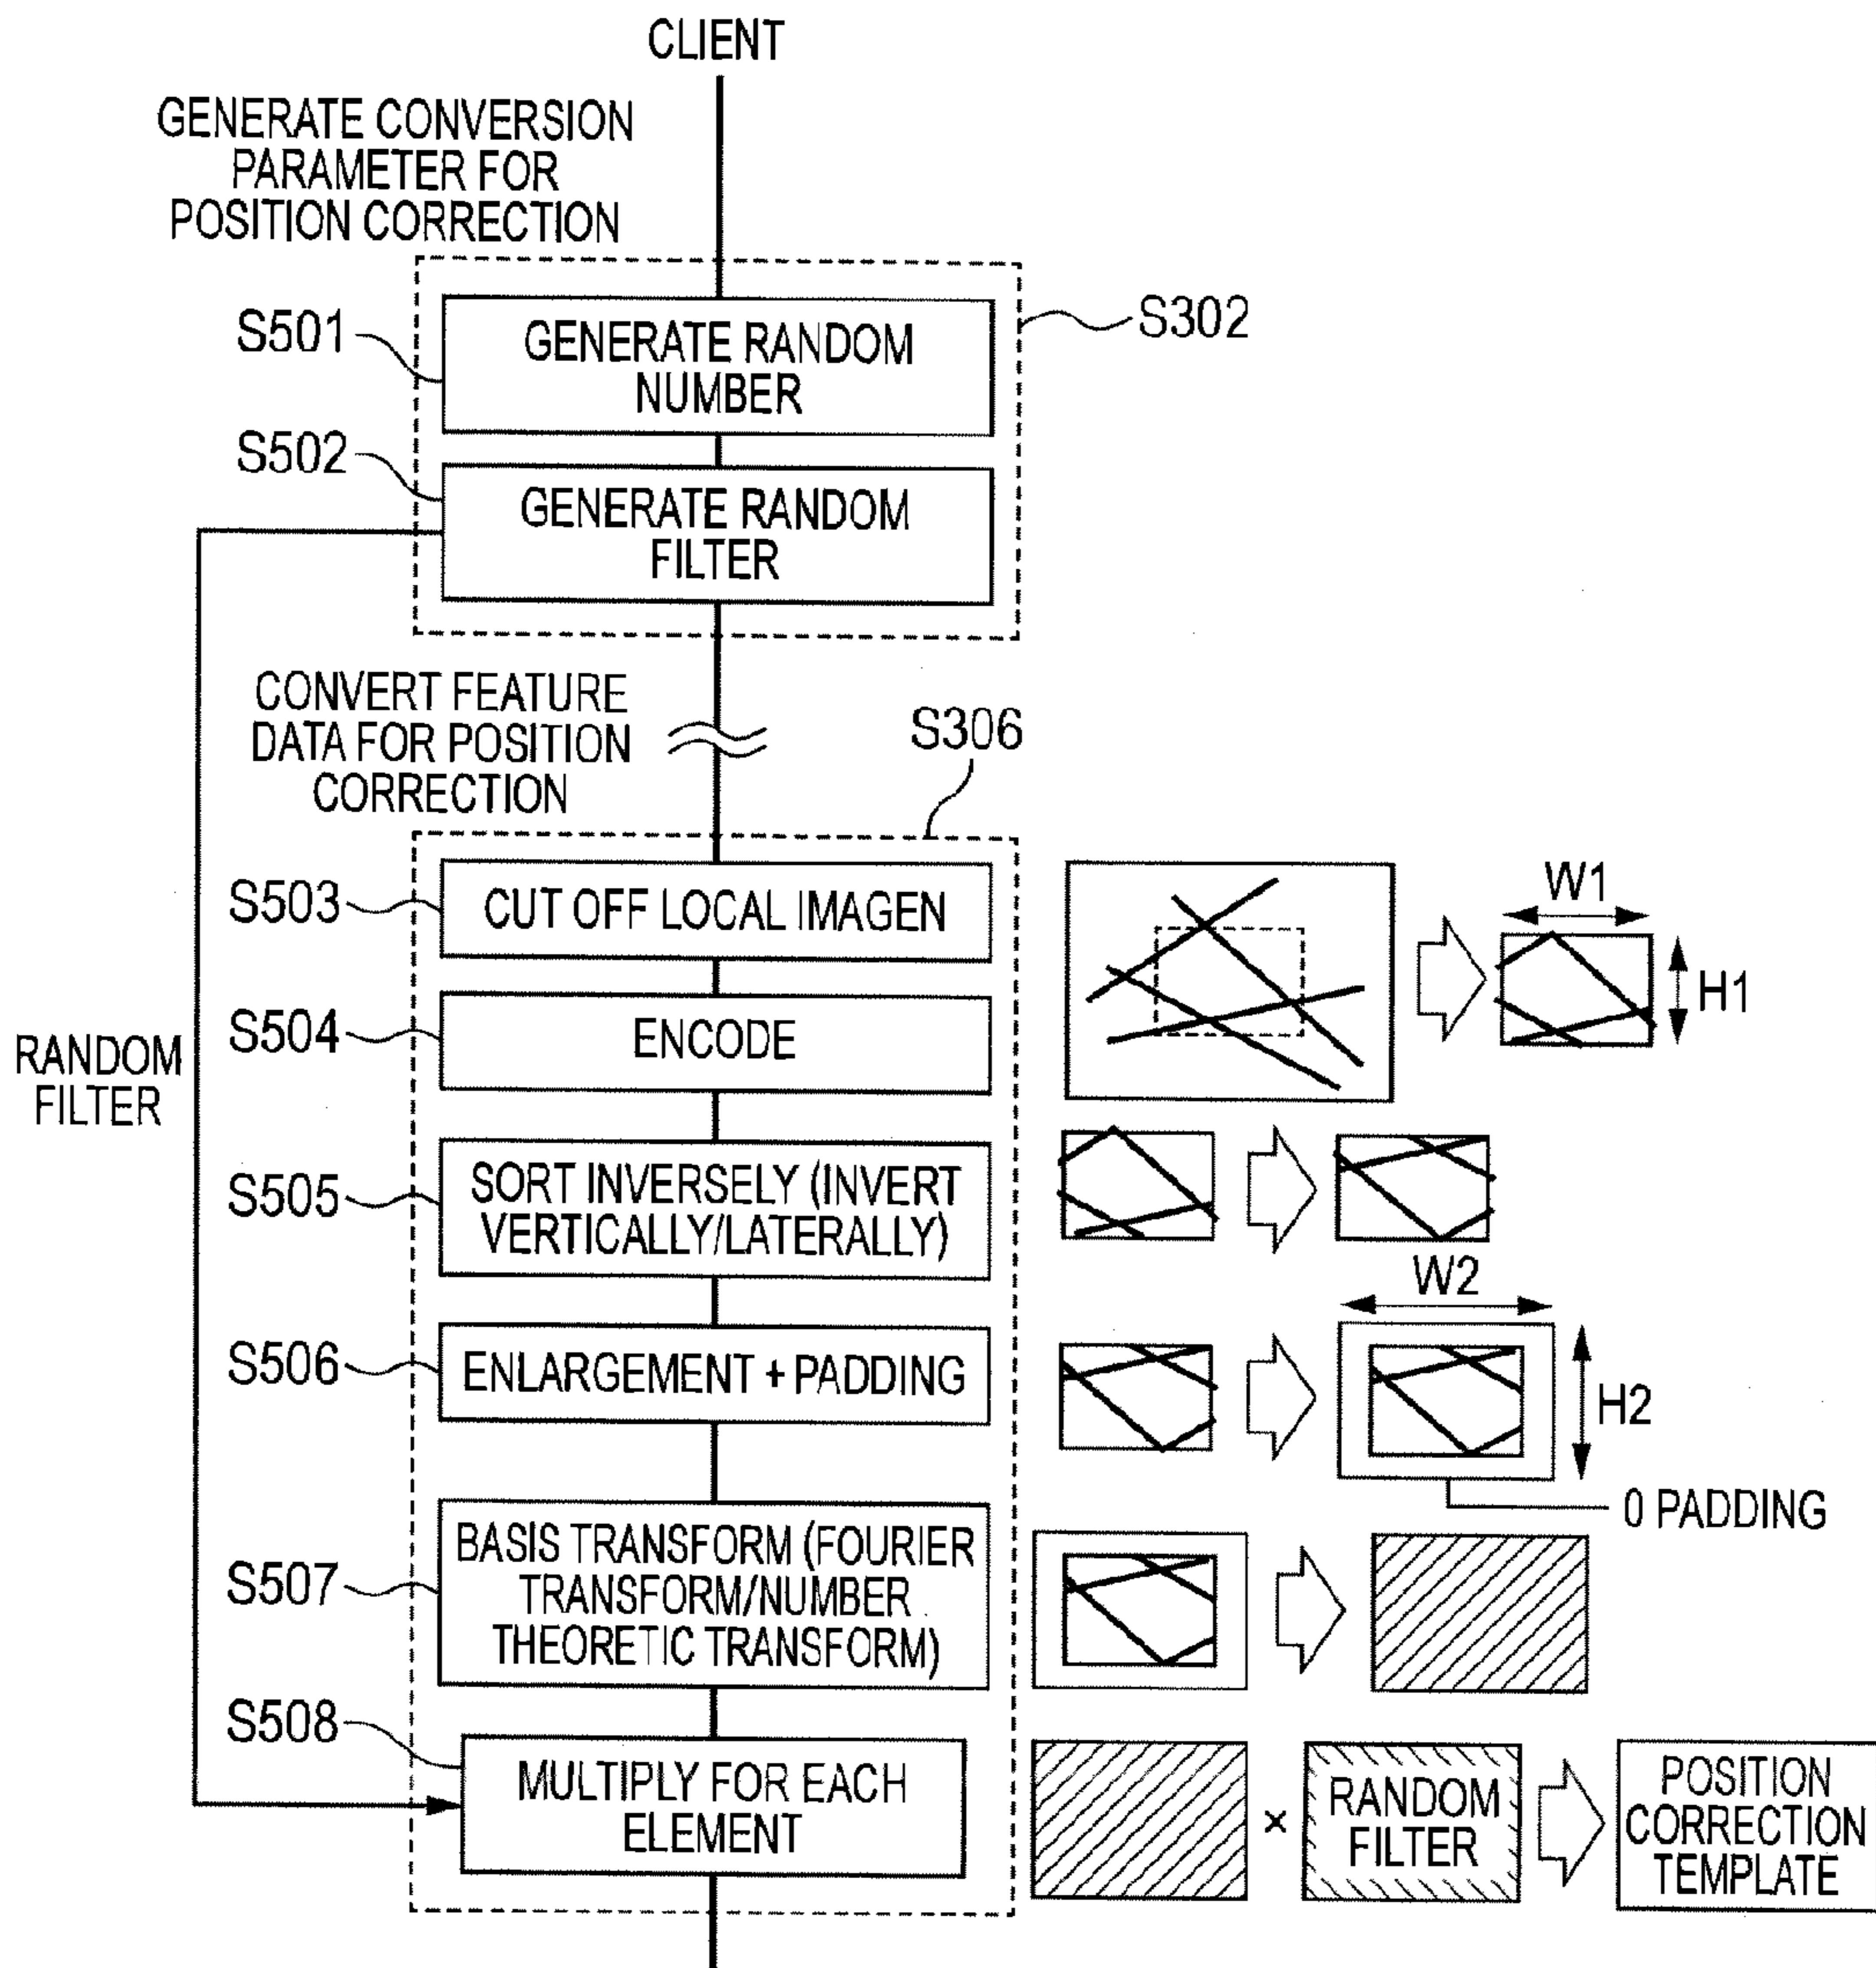 CLIENT
GENERATE CONVERSION
PARAMETER FOR
POSITION CORRECTION
S302
S501
GENERATE RANDOM
NUMBER
S502
GENERATE RANDOM
FILTER
RANDOM
FILTER
CONVERT FEATURE
DATA FOR POSITION
CORRECTION
S306
S503
CUT OFF LOCAL IMAGEN
W1
H1
S504
ENCODE
S505
SORT INVERSELY (INVERT
VERTICALLY/LATERALLY)
S506
ENLARGEMENT + PADDING
W2
H2
0 PADDING
S507
BASIS TRANSFORM (FOURIER
TRANSFORM/NUMBER
THEORETIC TRANSFORM)
S508
MULTIPLY FOR EACH
ELEMENT
×
RANDOM
FILTER
POSITION
CORRECTION
TEMPLATE